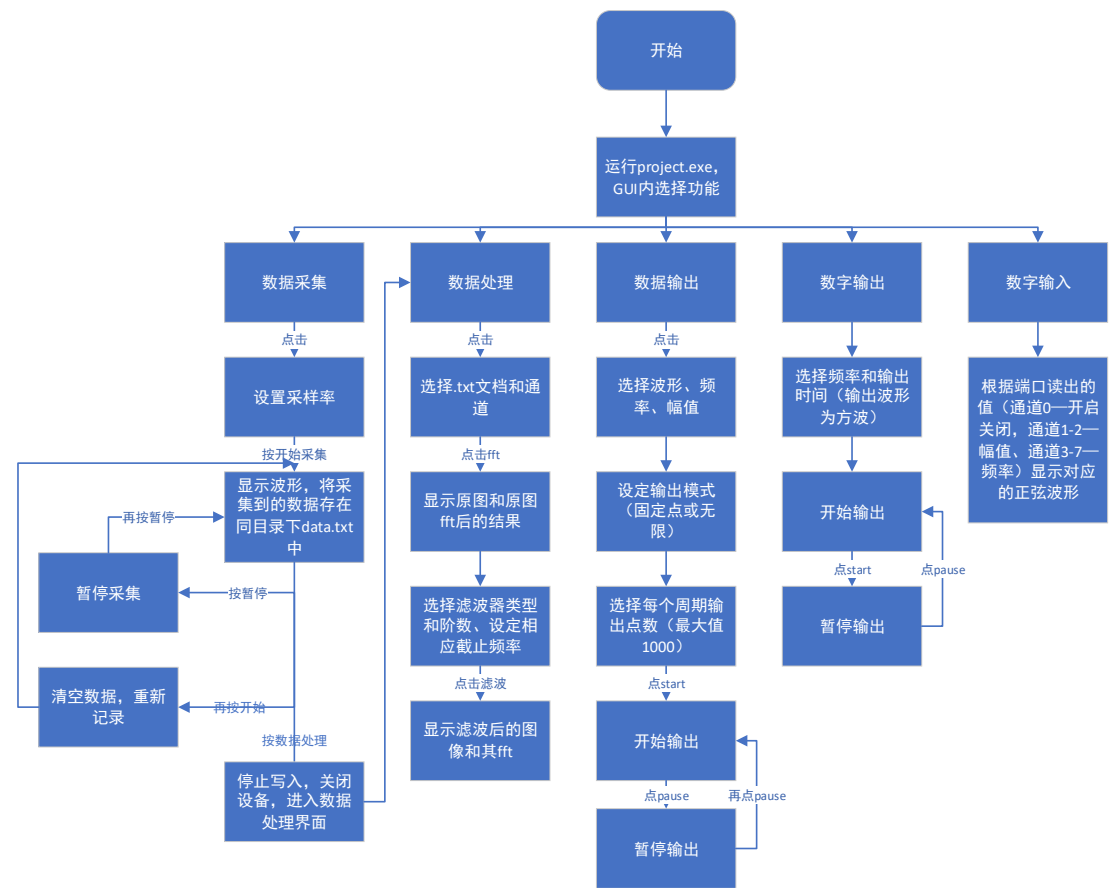 开始
运行project.exe，
GUI内选择功能
数据采集
数据处理
数据输出
数字输出
数字输入
点击
点击
点击
设置采样率
选择.txt文档和通
道
选择波形、频
率、幅值
选择频率和输出
时间（输出波形
为方波）
根据端口读出的
值（通道0—开启
关闭，通道1-2—
幅值、通道3-7—
频率）显示对应
的正弦波形
按开始采集
点击fft
显示波形，将采
集到的数据存在
同目录下data.txt
中
再按暂停
显示原图和原图
fft后的结果
设定输出模式
（固定点或无
限）
开始输出
点start
点pause
暂停采集
按暂停
选择滤波器类型
和阶数、设定相
应截止频率
选择每个周期输
出点数（最大值
1000）
暂停输出
点击滤波
点start
清空数据，重新
记录
再按开始
按数据处理
显示滤波后的图
像和其fft
开始输出
停止写入，关闭
设备，进入数据
处理界面
点pause
再点pause
暂停输出